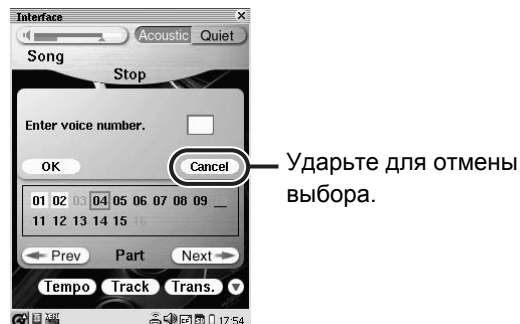 Interface ×
Acoustic Quiet
Song
Stop
Enter voice number.
OK Cancel
Ударьте для отмены
выбора.
01 02 03 04 05 06 07 08 09 __
11 12 13 14 15 16
Prev Part Next
Tempo Track Trans.
17:54